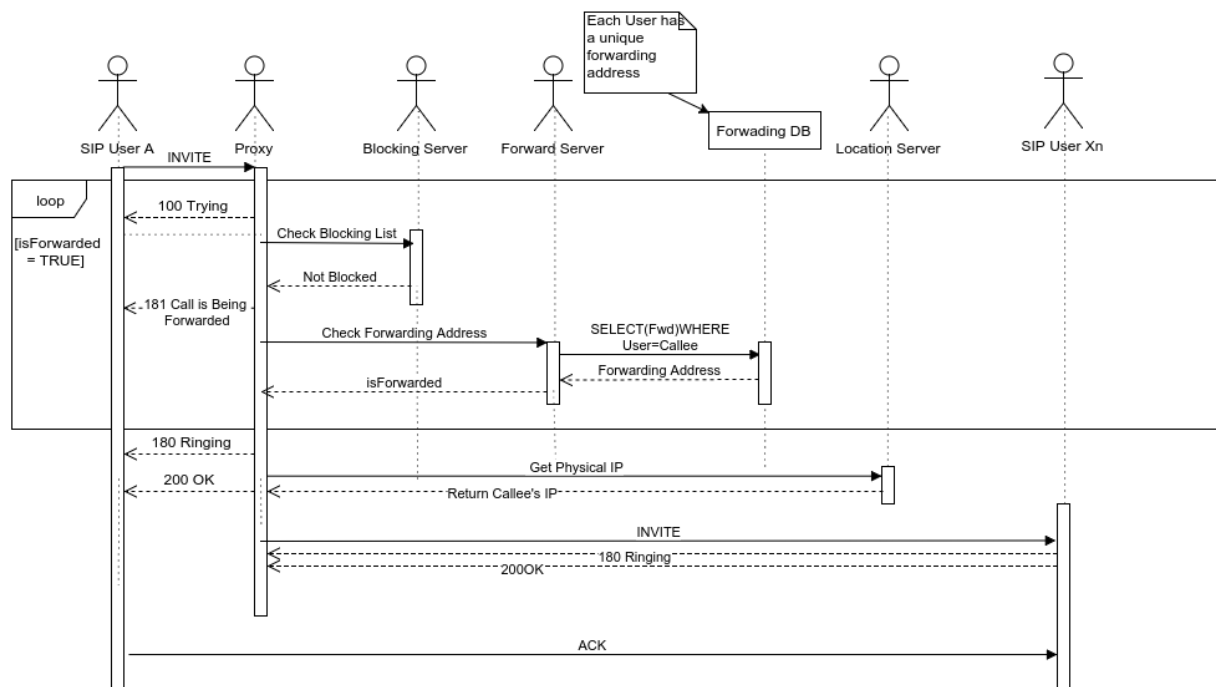 Each User has
a unique
forwarding
address
Forwading DB
SIP User A
Proxy
Blocking Server
Forward Server
Location Server
SIP User Xn
INVITE
loop
100 Trying
[isForwarded
= TRUE]
Check Blocking List
Not Blocked
181 Call is Being
Forwarded
Check Forwarding Address
SELECT(Fwd)WHERE
User=Callee
Forwarding Address
isForwarded
180 Ringing
Get Physical IP
200 OK
Return Callee's IP
INVITE
180 Ringing
200OK
ACK